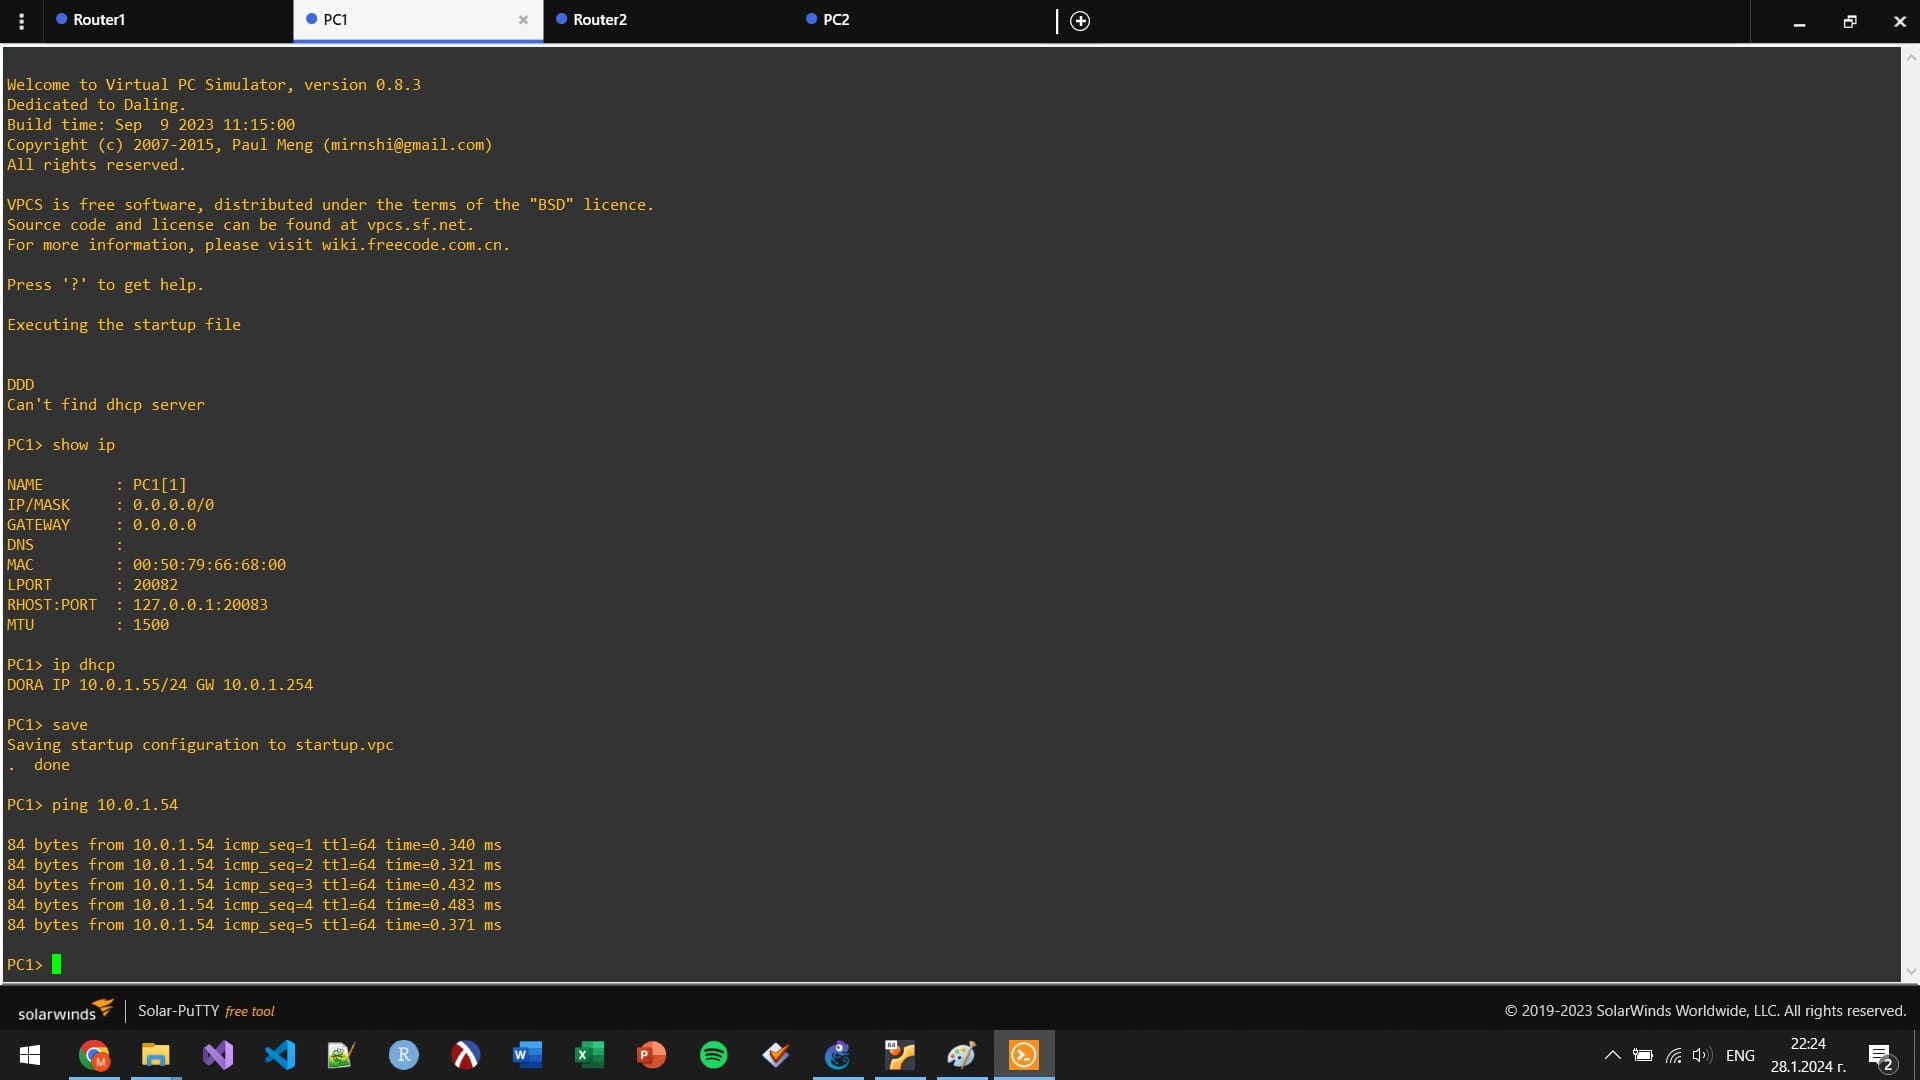 Router1
PC1
Router2
PC2
Welcome to Virtual PC Simulator, version 0.8.3
Dedicated to Daling.
Build time: Sep  9 2023 11:15:00
Copyright (c) 2007-2015, Paul Meng (mirnshi@gmail.com)
All rights reserved.
VPCS is free software, distributed under the terms of the "BSD" licence.
Source code and license can be found at vpcs.sf.net.
For more information, please visit wiki.freecode.com.cn.
Press '?' to get help.
Executing the startup file
DDD
Can't find dhcp server
PC1> show ip
NAME        : PC1[1]
IP/MASK     : 0.0.0.0/0
GATEWAY     : 0.0.0.0
DNS         :
MAC         : 00:50:79:66:68:00
LPORT       : 20082
RHOST:PORT  : 127.0.0.1:20083
MTU         : 1500
PC1> ip dhcp
DORA IP 10.0.1.55/24 GW 10.0.1.254
PC1> save
Saving startup configuration to startup.vpc
.  done
PC1> ping 10.0.1.54
84 bytes from 10.0.1.54 icmp_seq=1 ttl=64 time=0.340 ms
84 bytes from 10.0.1.54 icmp_seq=2 ttl=64 time=0.321 ms
84 bytes from 10.0.1.54 icmp_seq=3 ttl=64 time=0.432 ms
84 bytes from 10.0.1.54 icmp_seq=4 ttl=64 time=0.483 ms
84 bytes from 10.0.1.54 icmp_seq=5 ttl=64 time=0.371 ms
PC1>
solarwinds | Solar-PuTTY free tool
© 2019-2023 SolarWinds Worldwide, LLC. All rights reserved.
M
R
W
X
P
64
ENG
22:24
28.1.2024 г.
2